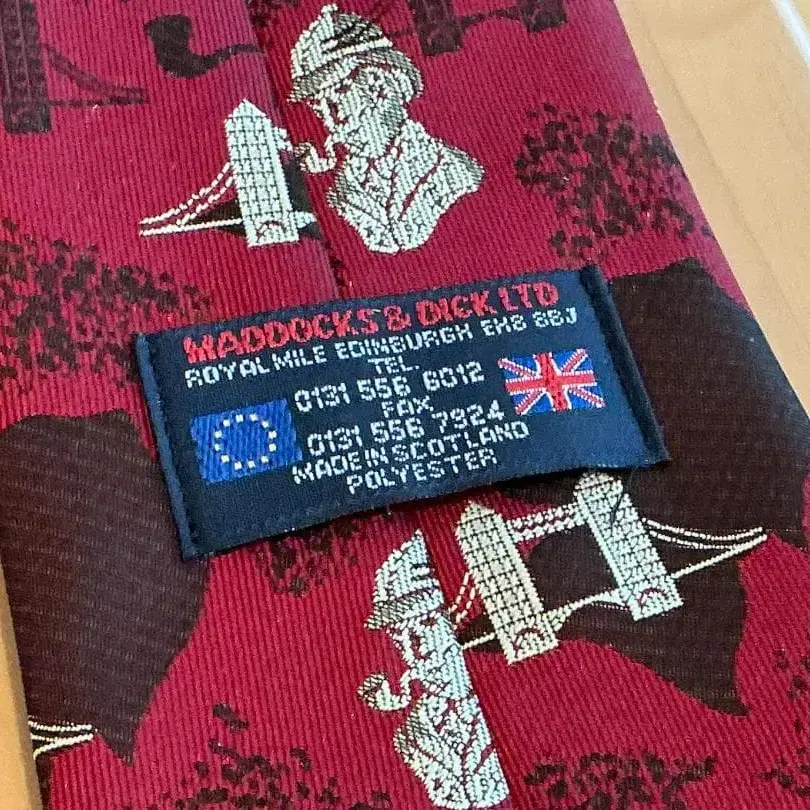 MADDOCKS & DICK LTD
ROYAL MILE EDINBURGH EH8 8BJ
TEL.
0131 556 6012
FAX.
0131 556 7924
MADE IN SCOTLAND
POLYESTER